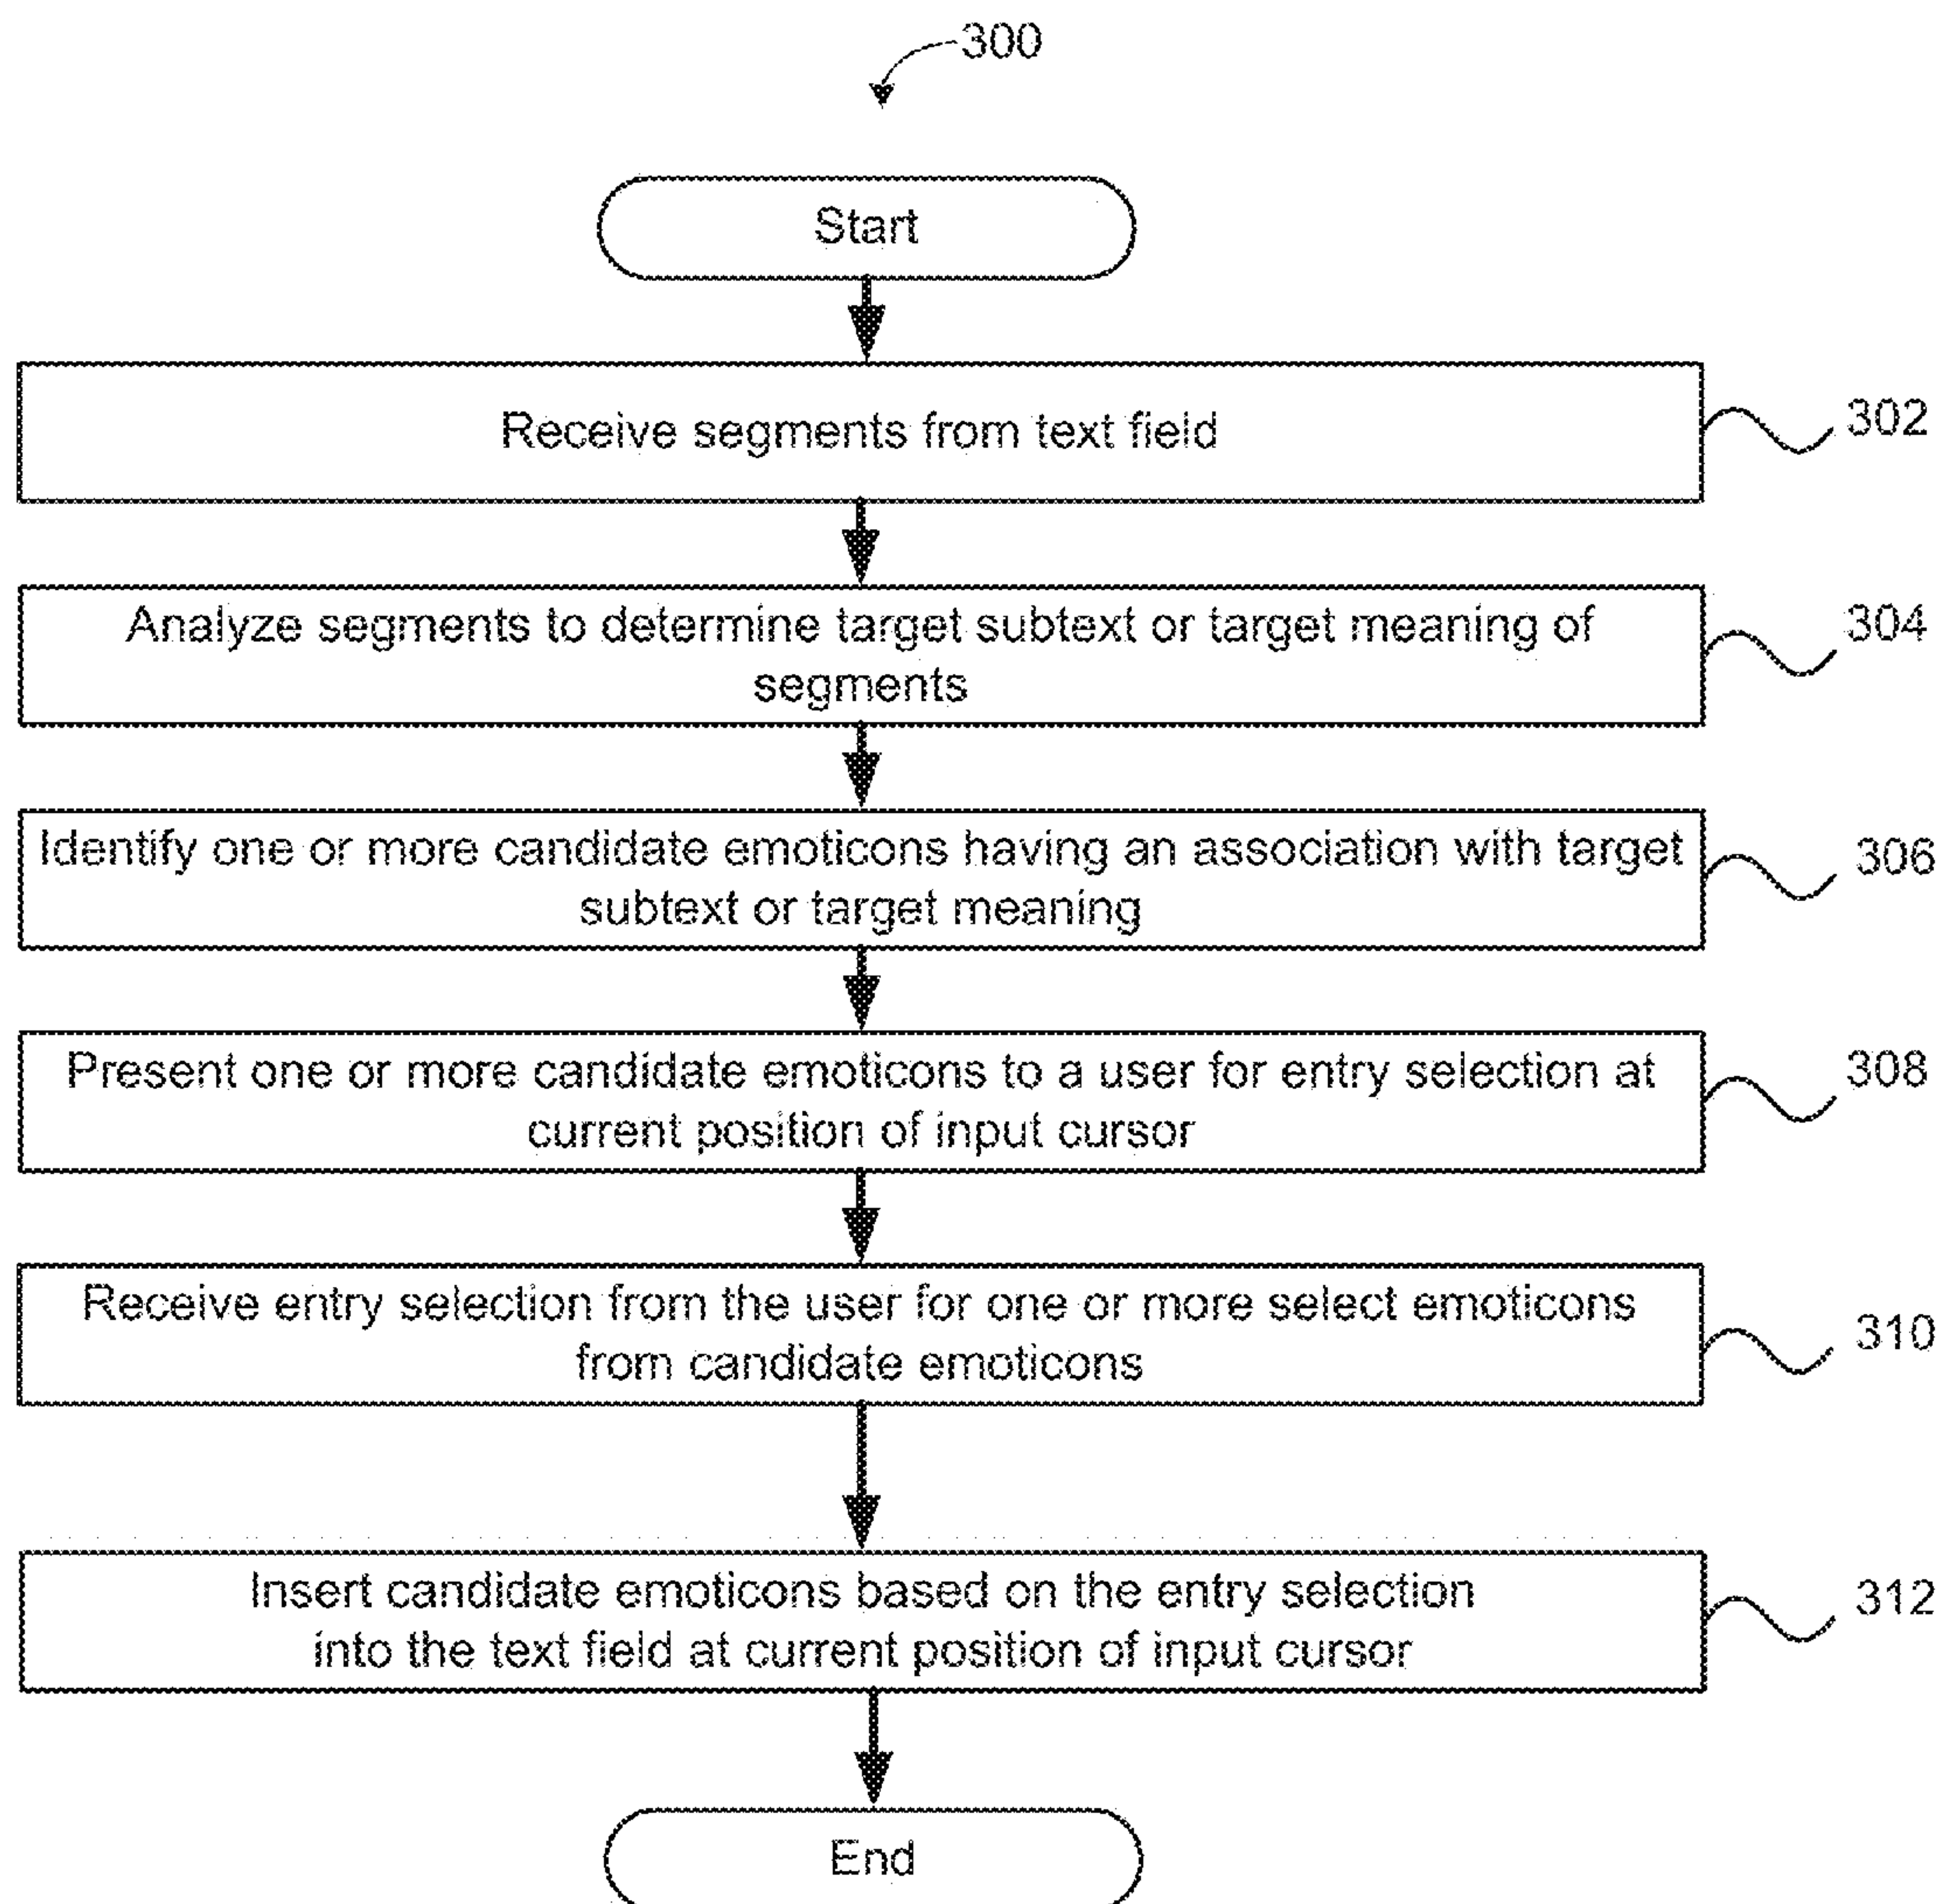 300
Start
Receive segments from text field
302
Analyze segments to determine target subtext or target meaning of
segments
304
Identify one or more candidate emoticons having an association with target
subtext or target meaning
306
Present one or more candidate emoticons to a user for entry selection at
current position of input cursor
308
Receive entry selection from the user for one or more select emoticons
from candidate emoticons
310
Insert candidate emoticons based on the entry selection
into the text field at current position of input cursor
312
End